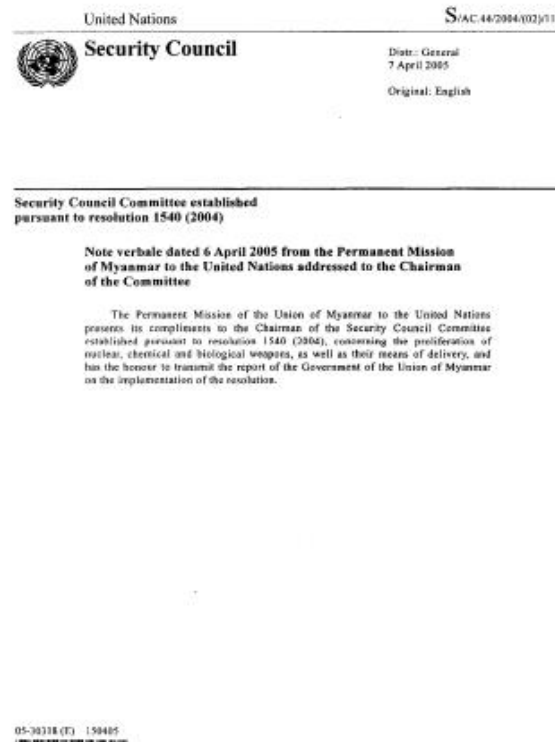 United Nations
S/AC.44/2004/(02)/11
Security Council
Distr.: General
7 April 2005
Original: English
Security Council Committee established
pursuant to resolution 1540 (2004)
Note verbale dated 6 April 2005 from the Permanent Mission
of Myanmar to the United Nations addressed to the Chairman
of the Committee
The Permanent Mission of the Union of Myanmar to the United Nations
presents its compliments to the Chairman of the Security Council Committee
established pursuant to resolution 1540 (2004), concerning the proliferation of
nuclear, chemical and biological weapons, as well as their means of delivery, and
has the honour to transmit the report of the Government of the Union of Myanmar
on the implementation of the resolution.
05-30318 (E) 150405